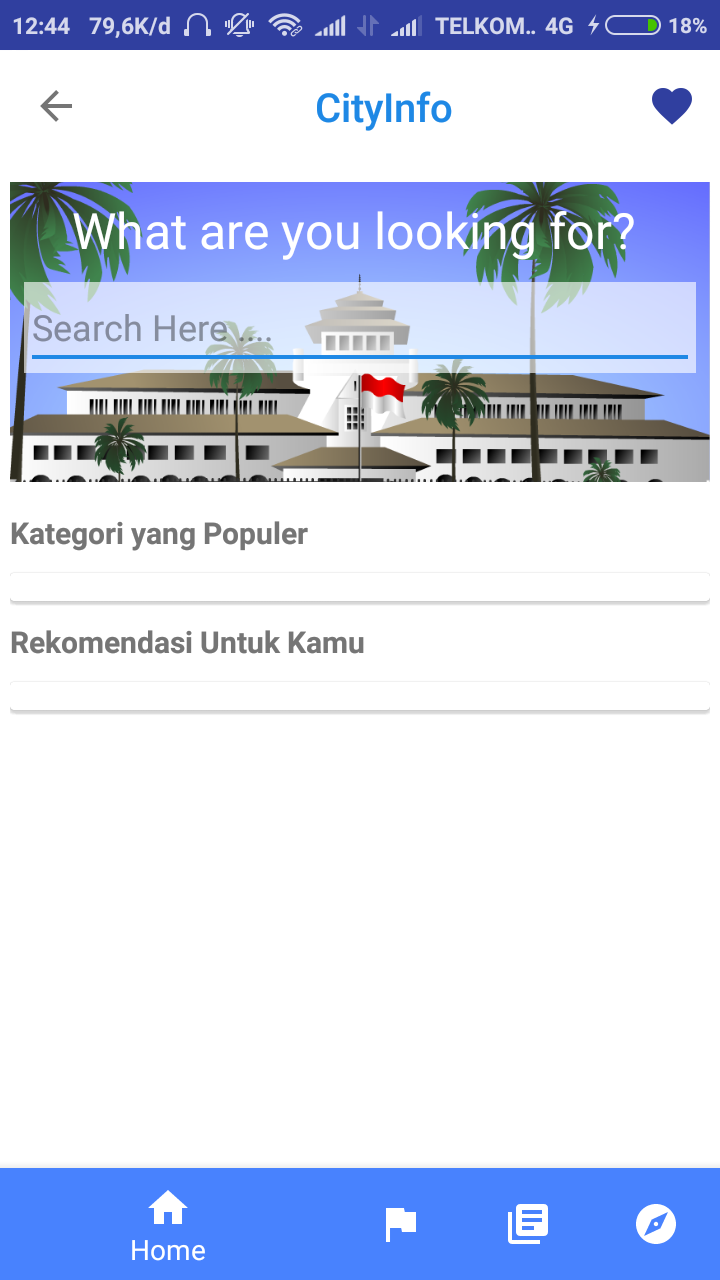 12:44 79,6K/d TELKOM.. 4G 18%
CityInfo
What are you looking for?
Search Here ....
Kategori yang Populer
Rekomendasi Untuk Kamu
Home